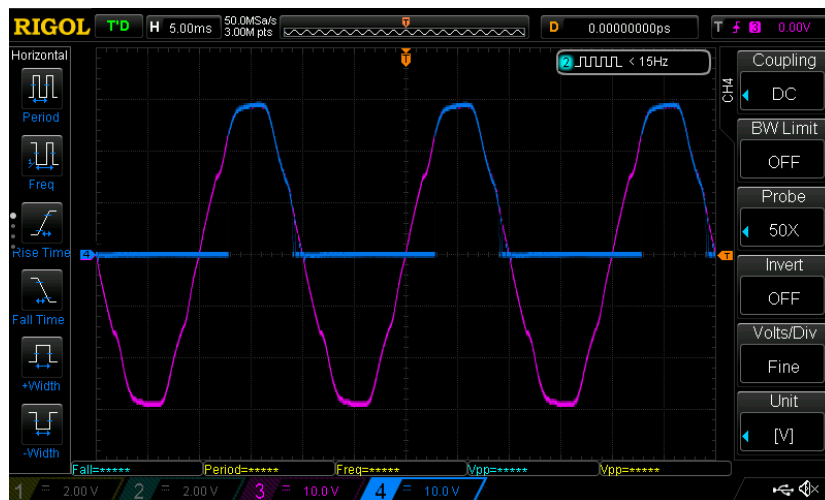 RIGOL T'D H 5.00ms 50.0MSa/s 3.00M pts T D 0.00000000ps T 3 0.00V
Horizontal
Period
Freq
Rise Time
Fall Time
+Width
-Width
T
2 < 15Hz
4
T
CH4
Coupling
DC
BW Limit
OFF
Probe
50X
Invert
OFF
Volts/Div
Fine
Unit
[V]
Fall=***** Period=***** Freq=***** Vpp=***** Vpp=*****
1 = 2.00 V 2 = 2.00 V 3 = 10.0 V 4 = 10.0 V